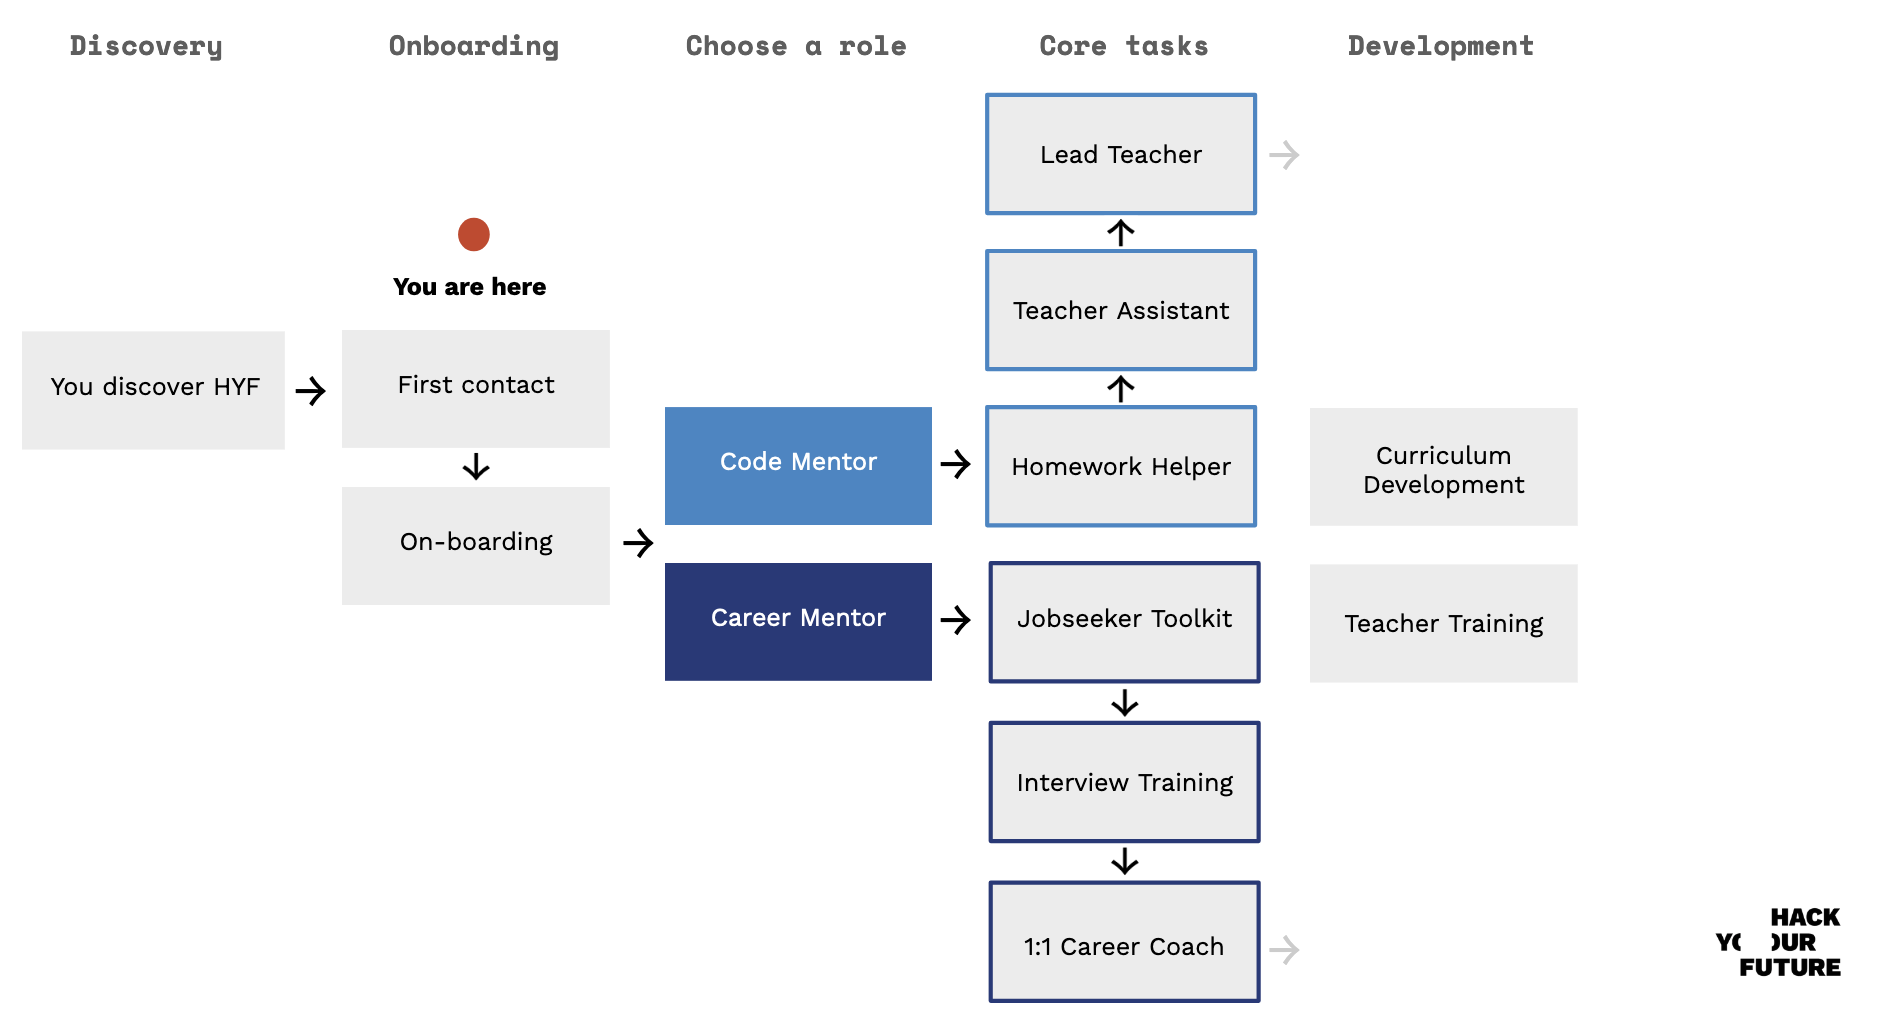 Discovery
Onboarding
Choose a role
Core tasks
Development
Lead Teacher
You are here
Teacher Assistant
You discover HYF
First contact
Code Mentor
Homework Helper
Curriculum
Development
On-boarding
Career Mentor
Jobseeker Toolkit
Teacher Training
Interview Training
1:1 Career Coach
HACK
YOUR
FUTURE